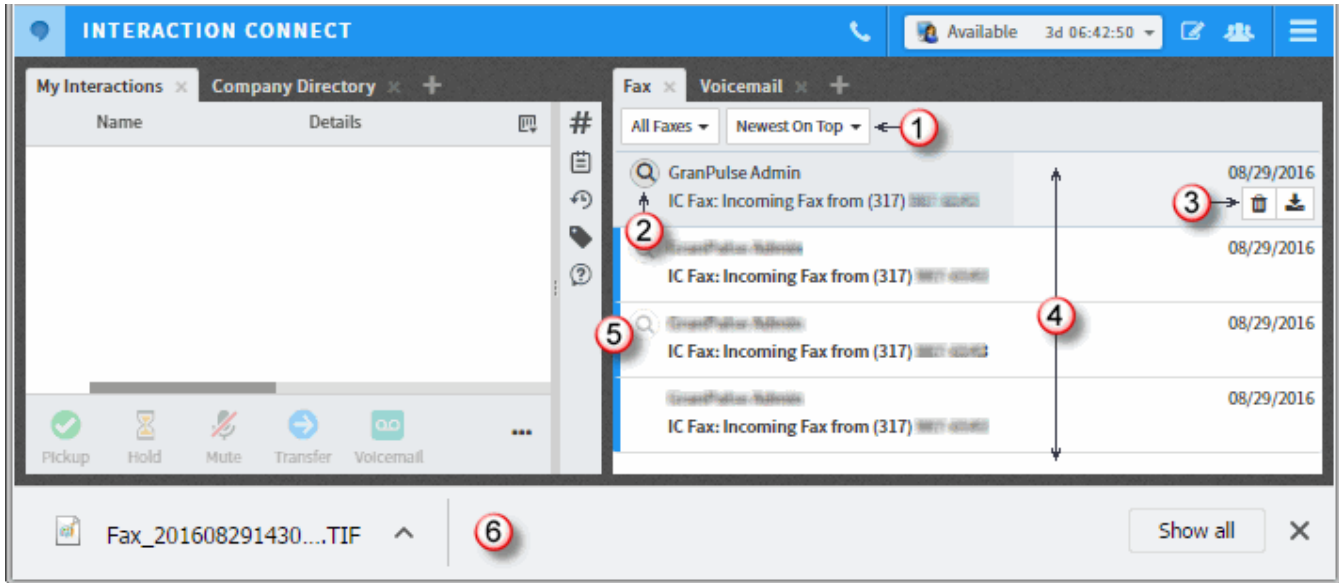 INTERACTION CONNECT
Available 3d 06:42:50
My Interactions Company Directory
Name Details
#
Pickup Hold Mute Transfer Voicemail
Fax Voicemail
All Faxes Newest On Top 1
GranPulse Admin 08/29/2016
IC Fax: Incoming Fax from (317)
2
3
08/29/2016
IC Fax: Incoming Fax from (317)
4
5
08/29/2016
IC Fax: Incoming Fax from (317)
08/29/2016
IC Fax: Incoming Fax from (317)
Fax_201608291430....TIF 6 Show all